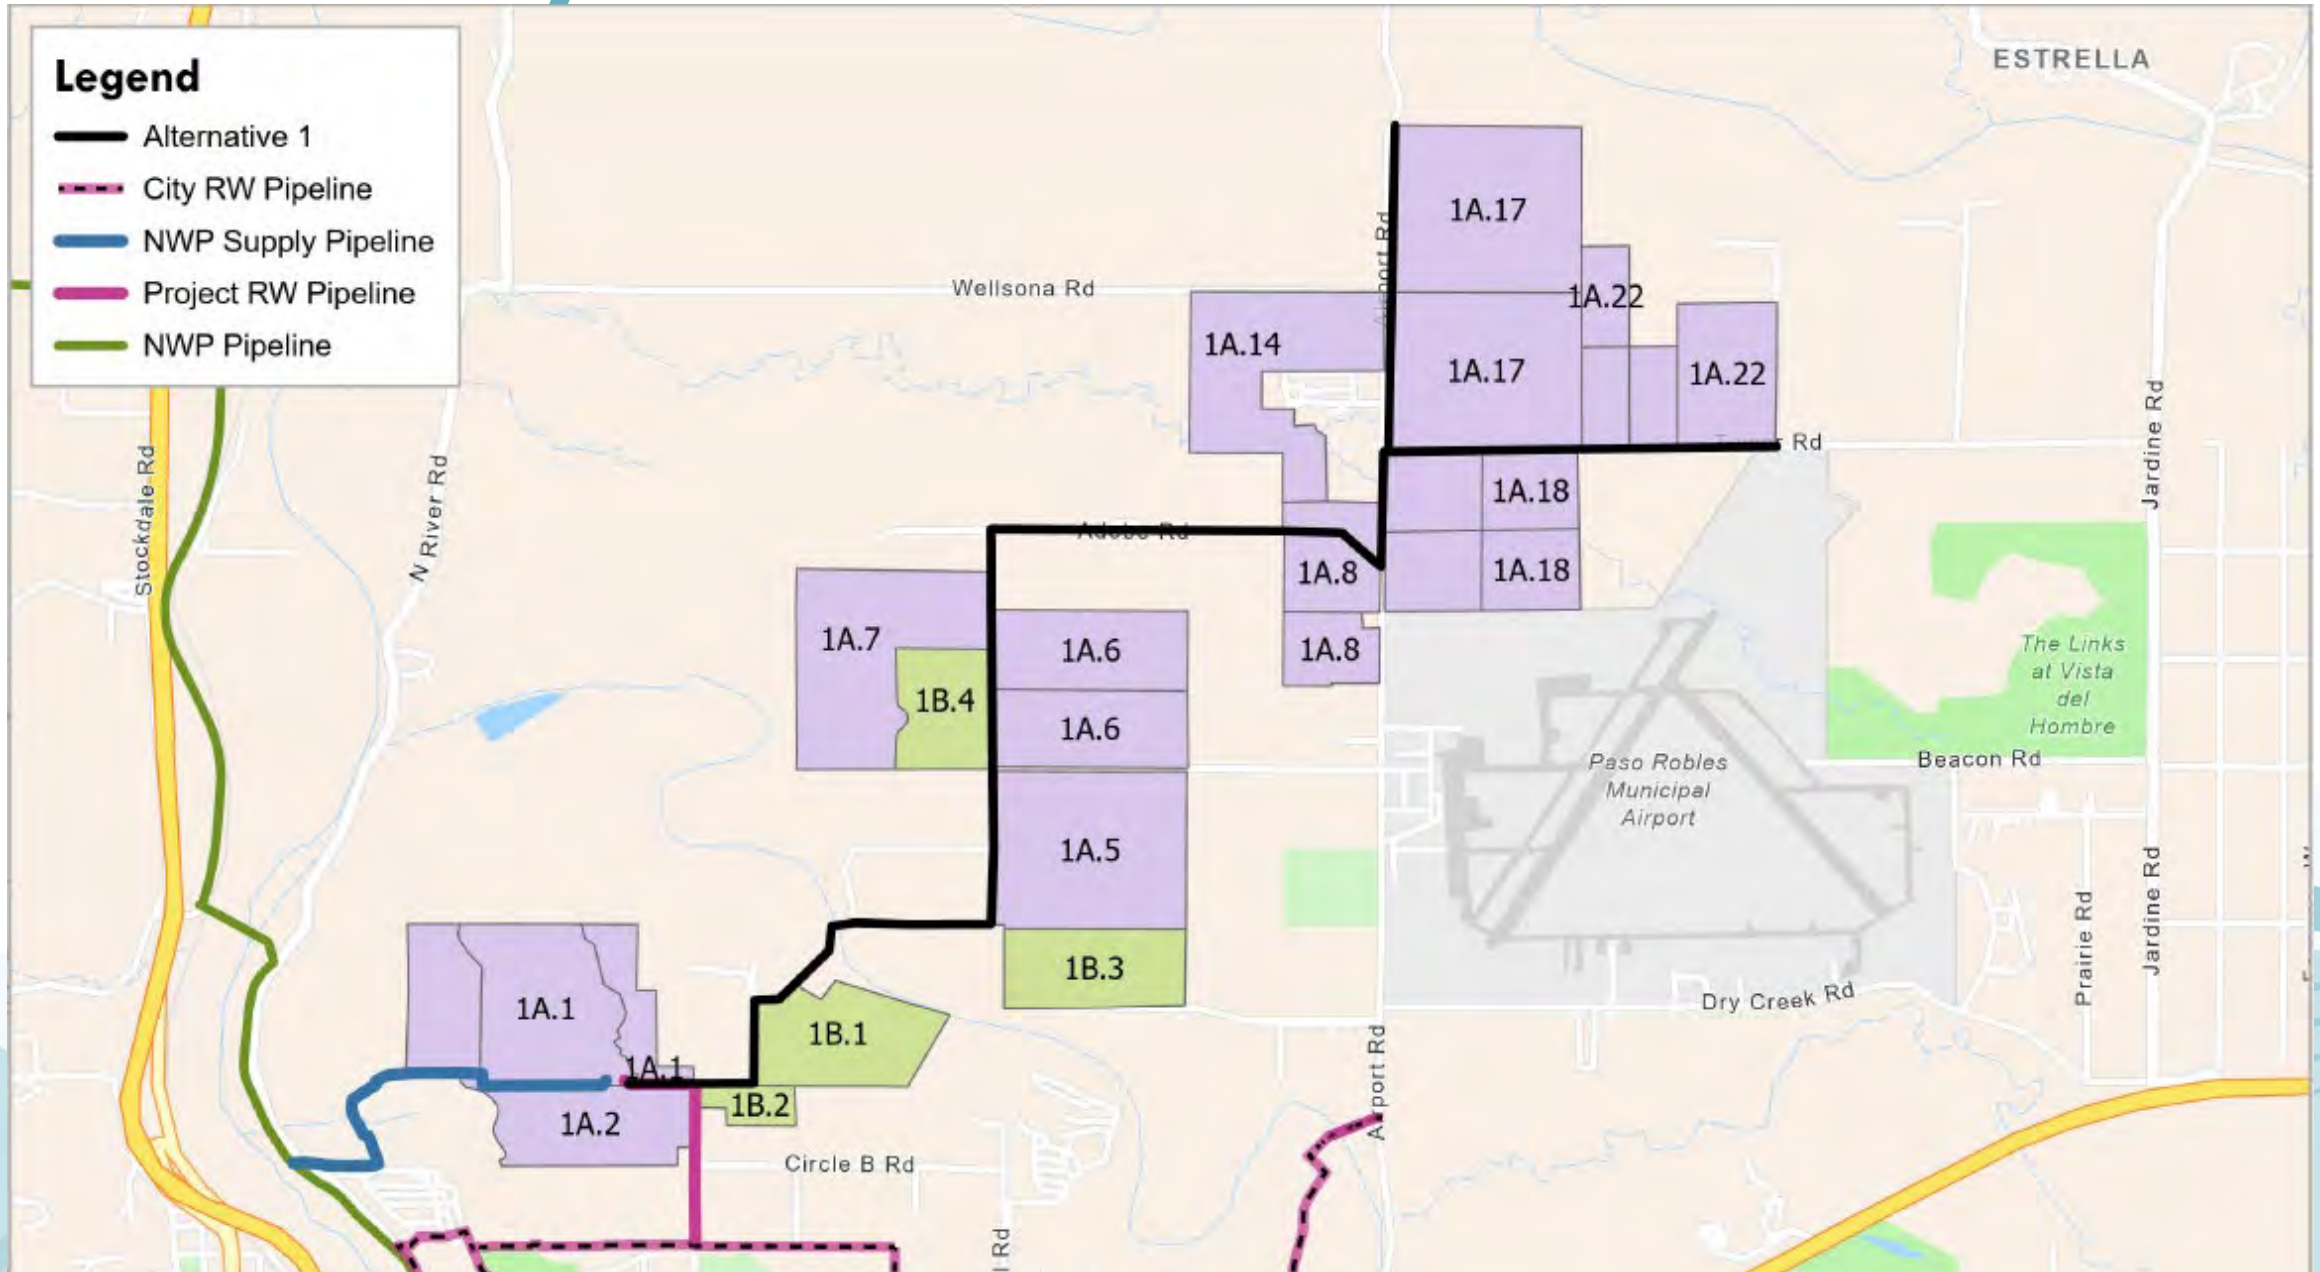 ESTRELLA
Legend
Alternative 1
City RW Pipeline
NWP Supply Pipeline
Project RW Pipeline
NWP Pipeline
1A.17
Airport Rd
Wellsona Rd
1A.22
1A.14
1A.17
1A.22
Rd
Jardine Rd
Stockdale Rd
N River Rd
1A.18
Adobe Rd
1A.8
1A.18
1A.7
1A.6
1A.8
The Links
at Vista
del
Hombre
1B.4
1A.6
Beacon Rd
Paso Robles
Municipal
Airport
1A.5
Jardine Rd
Prairie Rd
1B.3
Dry Creek Rd
1A.1
1B.1
1A.1
Airport Rd
1B.2
1A.2
Circle B Rd
Rd